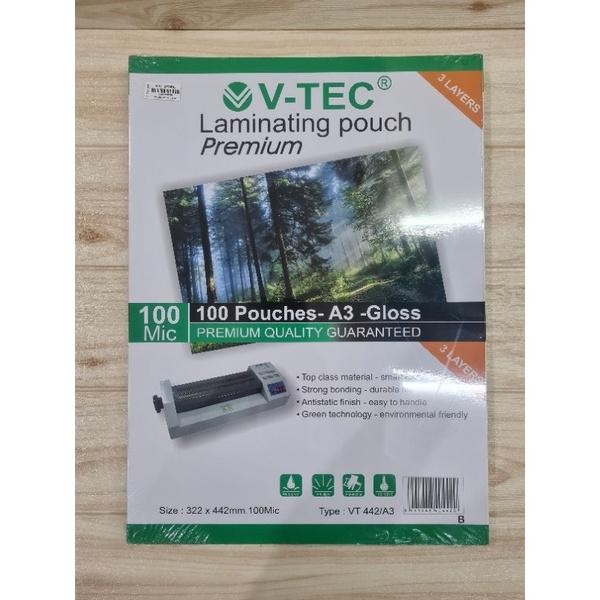 V-TEC®
3 LAYERS
Laminating pouch
Premium
100
Mic
100 Pouches- A3 -Gloss
PREMIUM QUALITY GUARANTEED
3 LAYERS
• Top class material -
• Strong bonding - durable
• Antistatic finish - easy to handle
• Green technology - environmental friendly
Size : 322 x 442mm.100Mic
Type : VT 442/A3
B